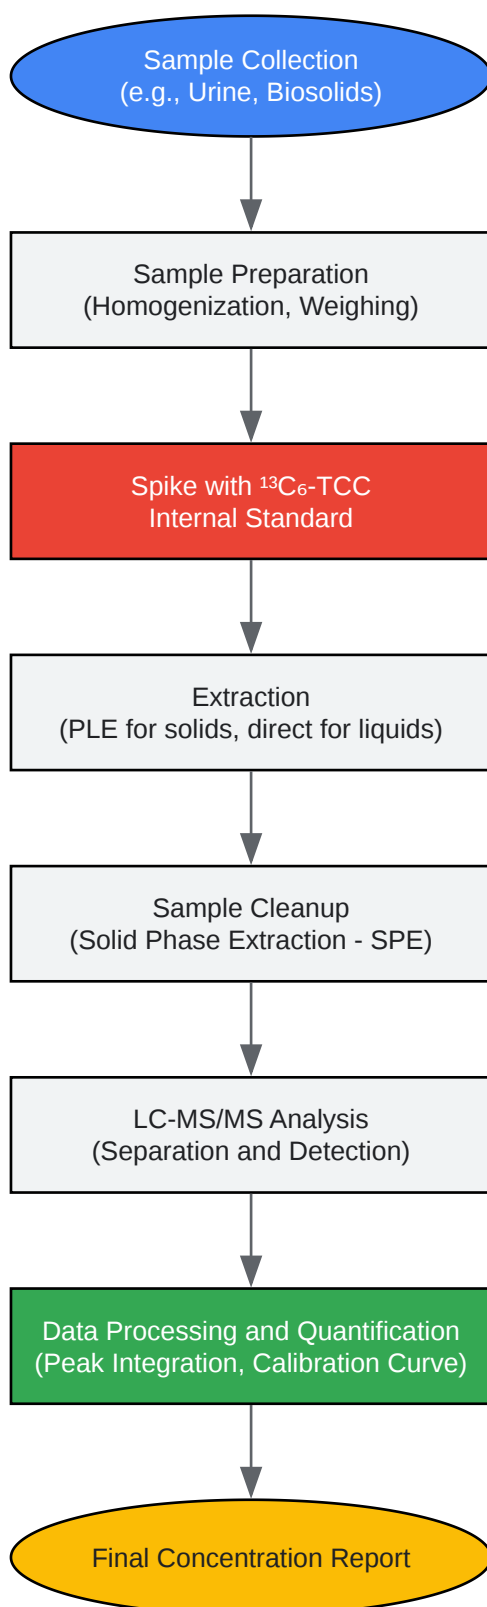 Sample Collection
(e.g., Urine, Biosolids)
Sample Preparation
(Homogenization, Weighing)
Spike with ¹³C₆-TCC
Internal Standard
Extraction
(PLE for solids, direct for liquids)
Sample Cleanup
(Solid Phase Extraction - SPE)
LC-MS/MS Analysis
(Separation and Detection)
Data Processing and Quantification
(Peak Integration, Calibration Curve)
Final Concentration Report